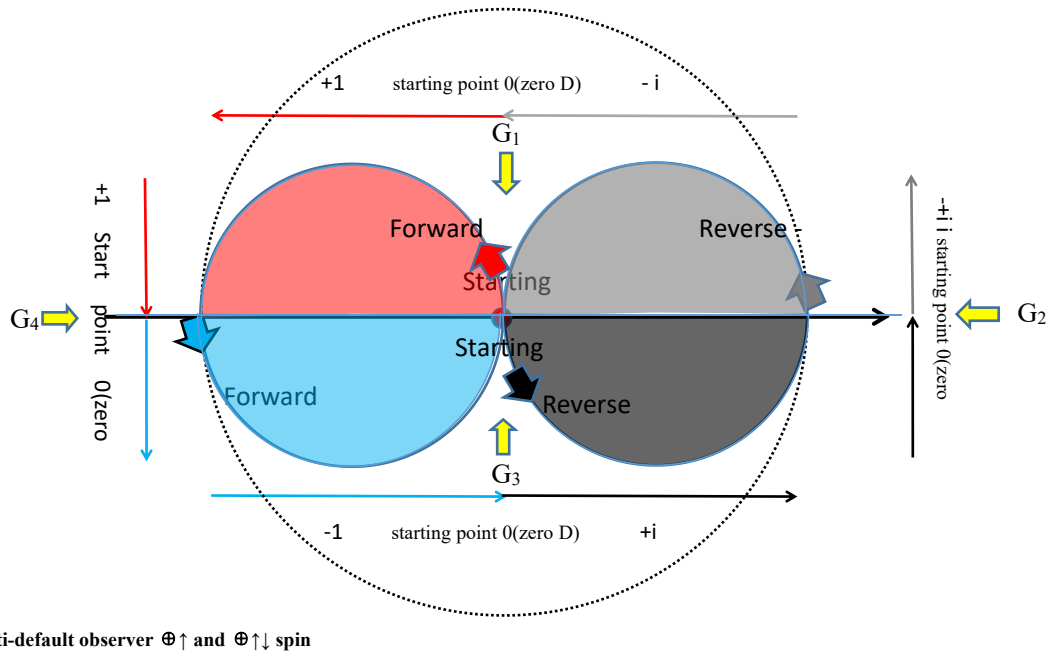 +1 starting point 0(zero D) - i
G1
Forward
Reverse -
Starting
+1 Start point 0(zero
-+i i starting point 0(zero
G4
G2
Starting
Forward
Reverse
G3
-1 starting point 0(zero D) +i
ti-default observer ⊕↑ and ⊕↑↓ spin